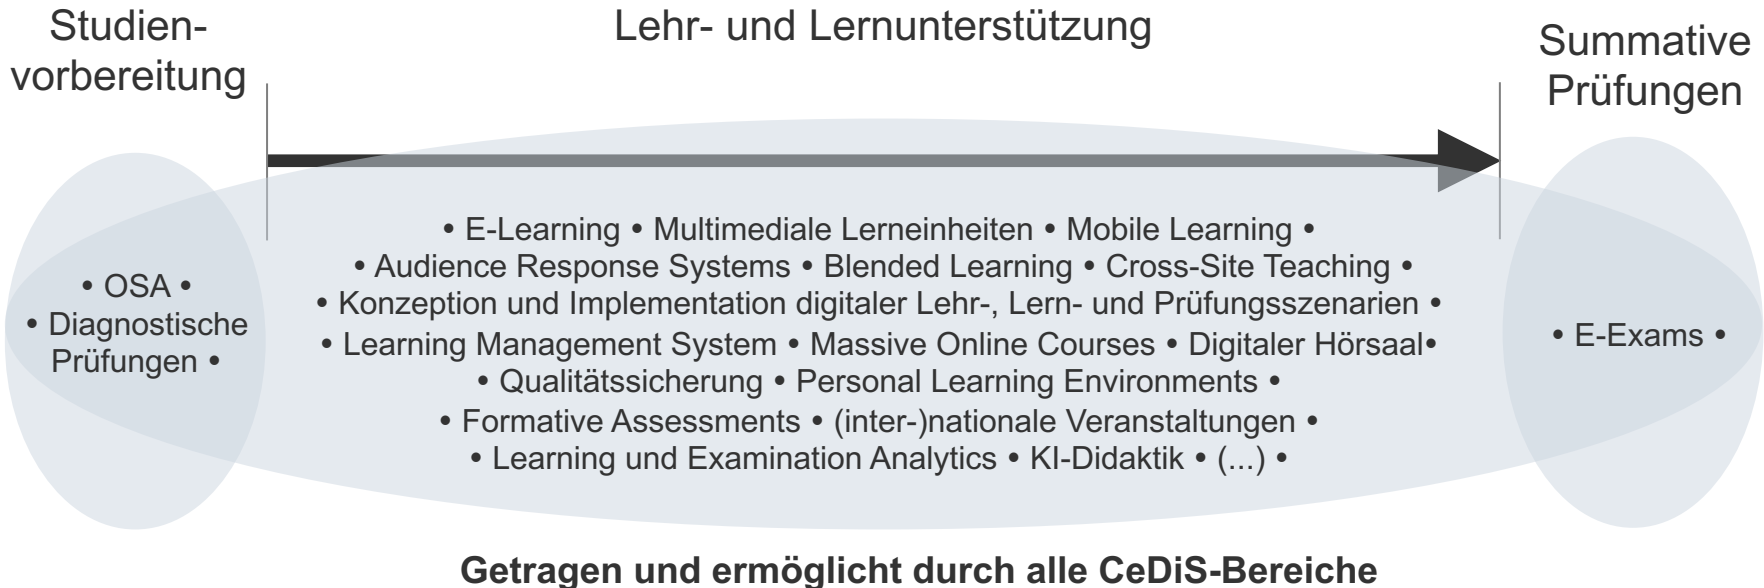 Studien-
vorbereitung
Lehr- und Lernunterstützung
Summative
Prüfungen
• OSA •
• Diagnostische
Prüfungen •
• E-Learning • Multimediale Lerneinheiten • Mobile Learning •
• Audience Response Systems • Blended Learning • Cross-Site Teaching •
• Konzeption und Implementation digitaler Lehr-, Lern- und Prüfungsszenarien •
• Learning Management System • Massive Online Courses • Digitaler Hörsaal•
• Qualitätssicherung • Personal Learning Environments •
• Formative Assessments • (inter-)nationale Veranstaltungen •
• Learning und Examination Analytics • KI-Didaktik • (...) •
• E-Exams •
Getragen und ermöglicht durch alle CeDiS-Bereiche